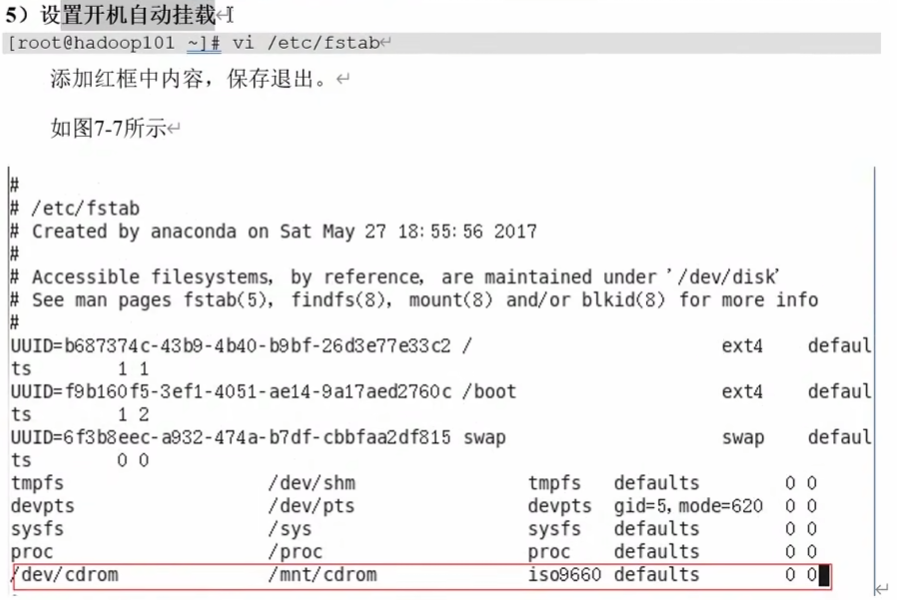 5）设置开机自动挂载
[root@hadoop101 ~]# vi /etc/fstab
添加红框中内容，保存退出。
如图7-7所示
#
# /etc/fstab
# Created by anaconda on Sat May 27 18:55:56 2017
#
# Accessible filesystems, by reference, are maintained under '/dev/disk'
# See man pages fstab(5), findfs(8), mount(8) and/or blkid(8) for more info
#
UUID=b687374c-43b9-4b40-b9bf-26d3e77e33c2 / ext4 defaul
ts 1 1
UUID=f9b160f5-3ef1-4051-ae14-9a17aed2760c /boot ext4 defaul
ts 1 2
UUID=6f3b8eec-a932-474a-b7df-cbbfaa2df815 swap swap defaul
ts 0 0
tmpfs /dev/shm tmpfs defaults 0 0
devpts /dev/pts devpts gid=5,mode=620 0 0
sysfs /sys sysfs defaults 0 0
proc /proc proc defaults 0 0
/dev/cdrom /mnt/cdrom iso9660 defaults 0 0